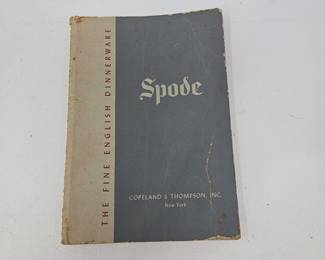 THE FINE ENGLISH DINNERWARE
Spode
COPELAND & THOMPSON, INC.
New York